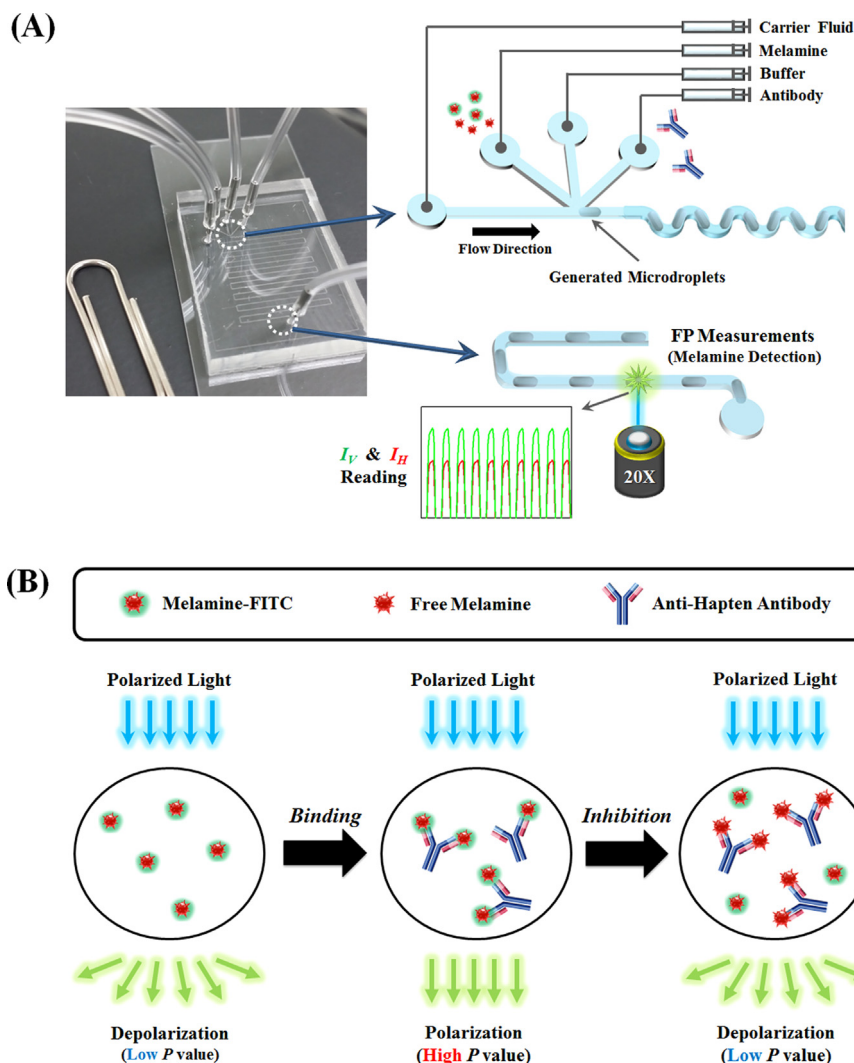 (A)
Carrier Fluid
Melamine
Buffer
Antibody
Flow Direction
Generated Microdroplets
FP Measurements
(Melamine Detection)
I_V & I_H
Reading
20X
(B)
Melamine-FITC
Free Melamine
Anti-Hapten Antibody
Polarized Light
Polarized Light
Polarized Light
Binding
Inhibition
Depolarization
(Low P value)
Polarization
(High P value)
Depolarization
(Low P value)